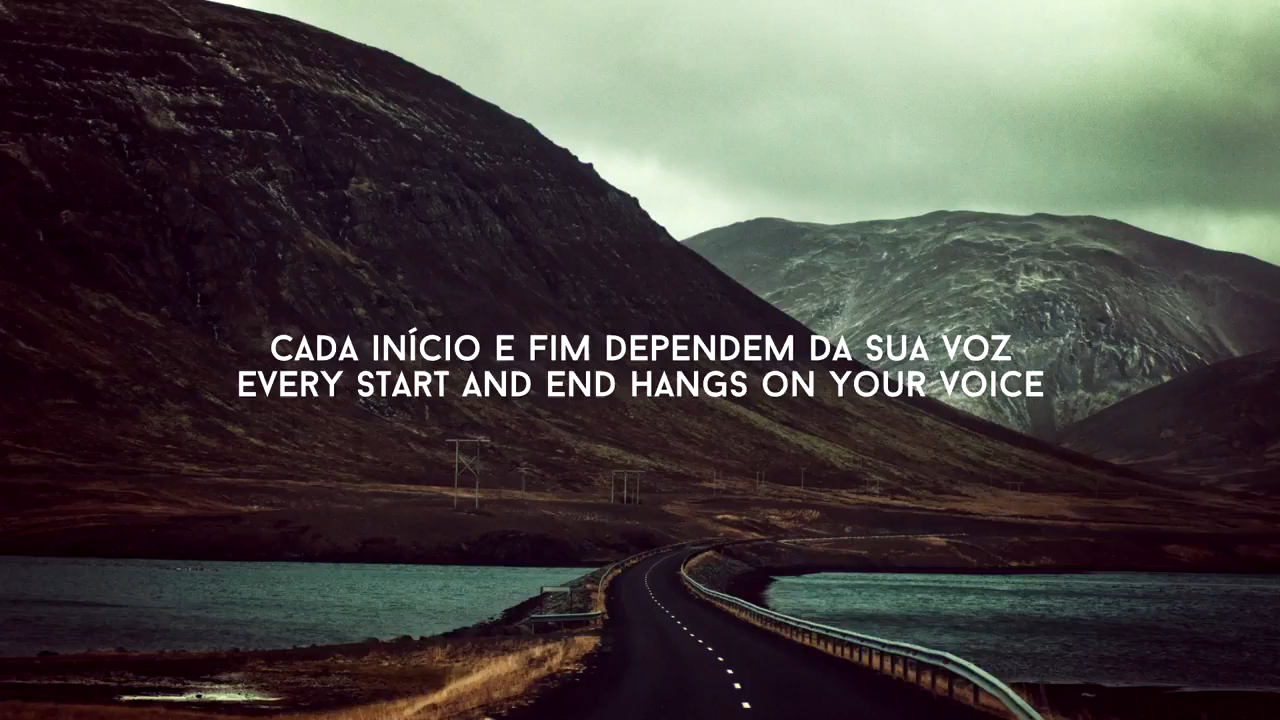 CADA INÍCIO E FIM DEPENDEM DA SUA VOZ
EVERY START AND END HANGS ON YOUR VOICE